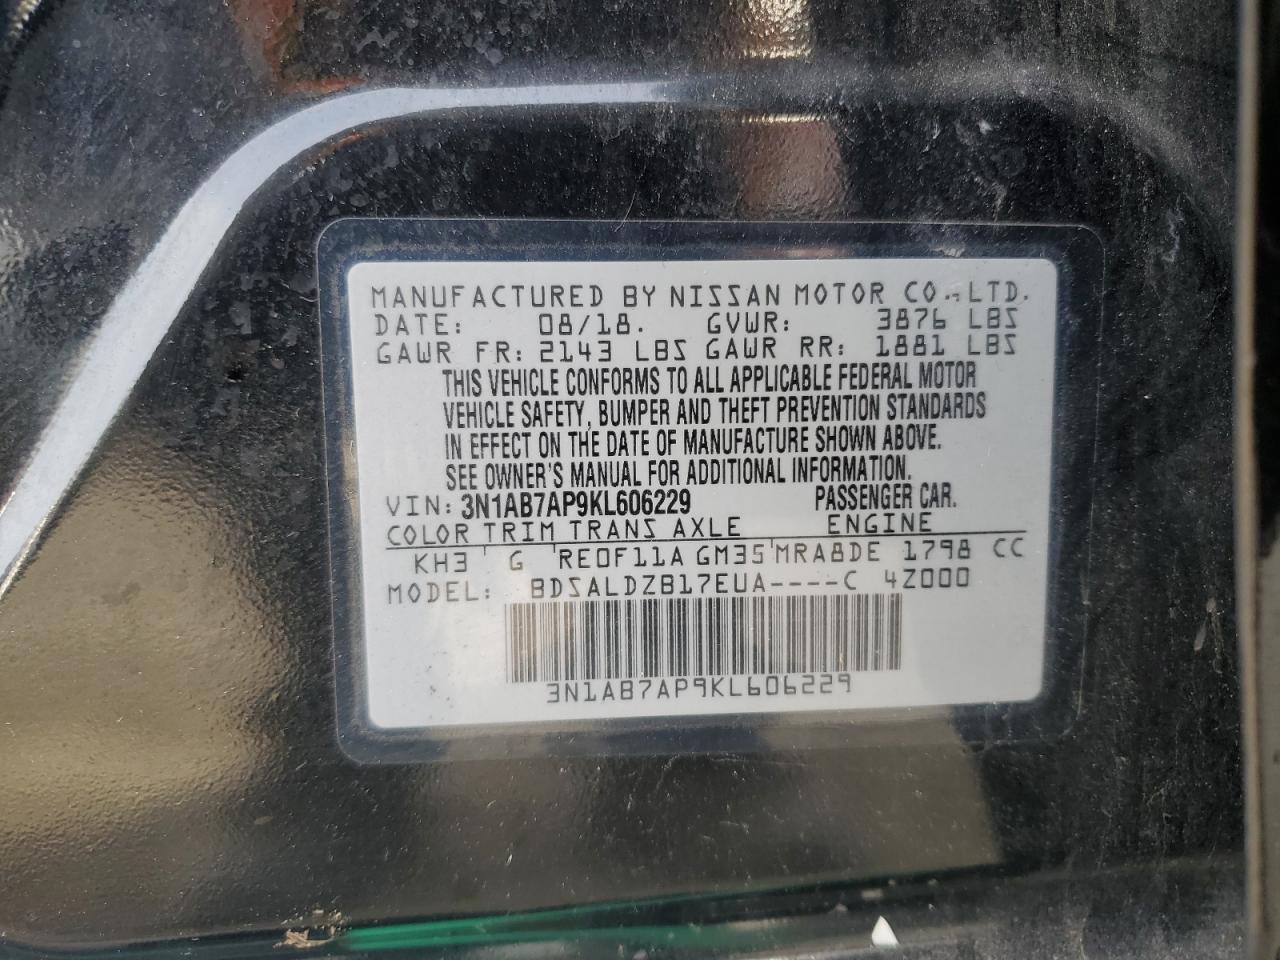 MANUFACTURED BY NISSAN MOTOR CO.,LTD.
DATE: 08/18. GVWR: 3876 LBS
GAWR FR: 2143 LBS GAWR RR: 1881 LBS
THIS VEHICLE CONFORMS TO ALL APPLICABLE FEDERAL MOTOR
VEHICLE SAFETY, BUMPER AND THEFT PREVENTION STANDARDS
IN EFFECT ON THE DATE OF MANUFACTURE SHOWN ABOVE.
SEE OWNER'S MANUAL FOR ADDITIONAL INFORMATION.
VIN: 3N1AB7AP9KL606229 PASSENGER CAR.
COLOR TRIM TRANS AXLE ENGINE
KH3 ' G 'RE0F11A GM35'MRA8DE 1798 CC
MODEL: BDSALDZB17EUA----C 4Z000
3N1AB7AP9KL606229